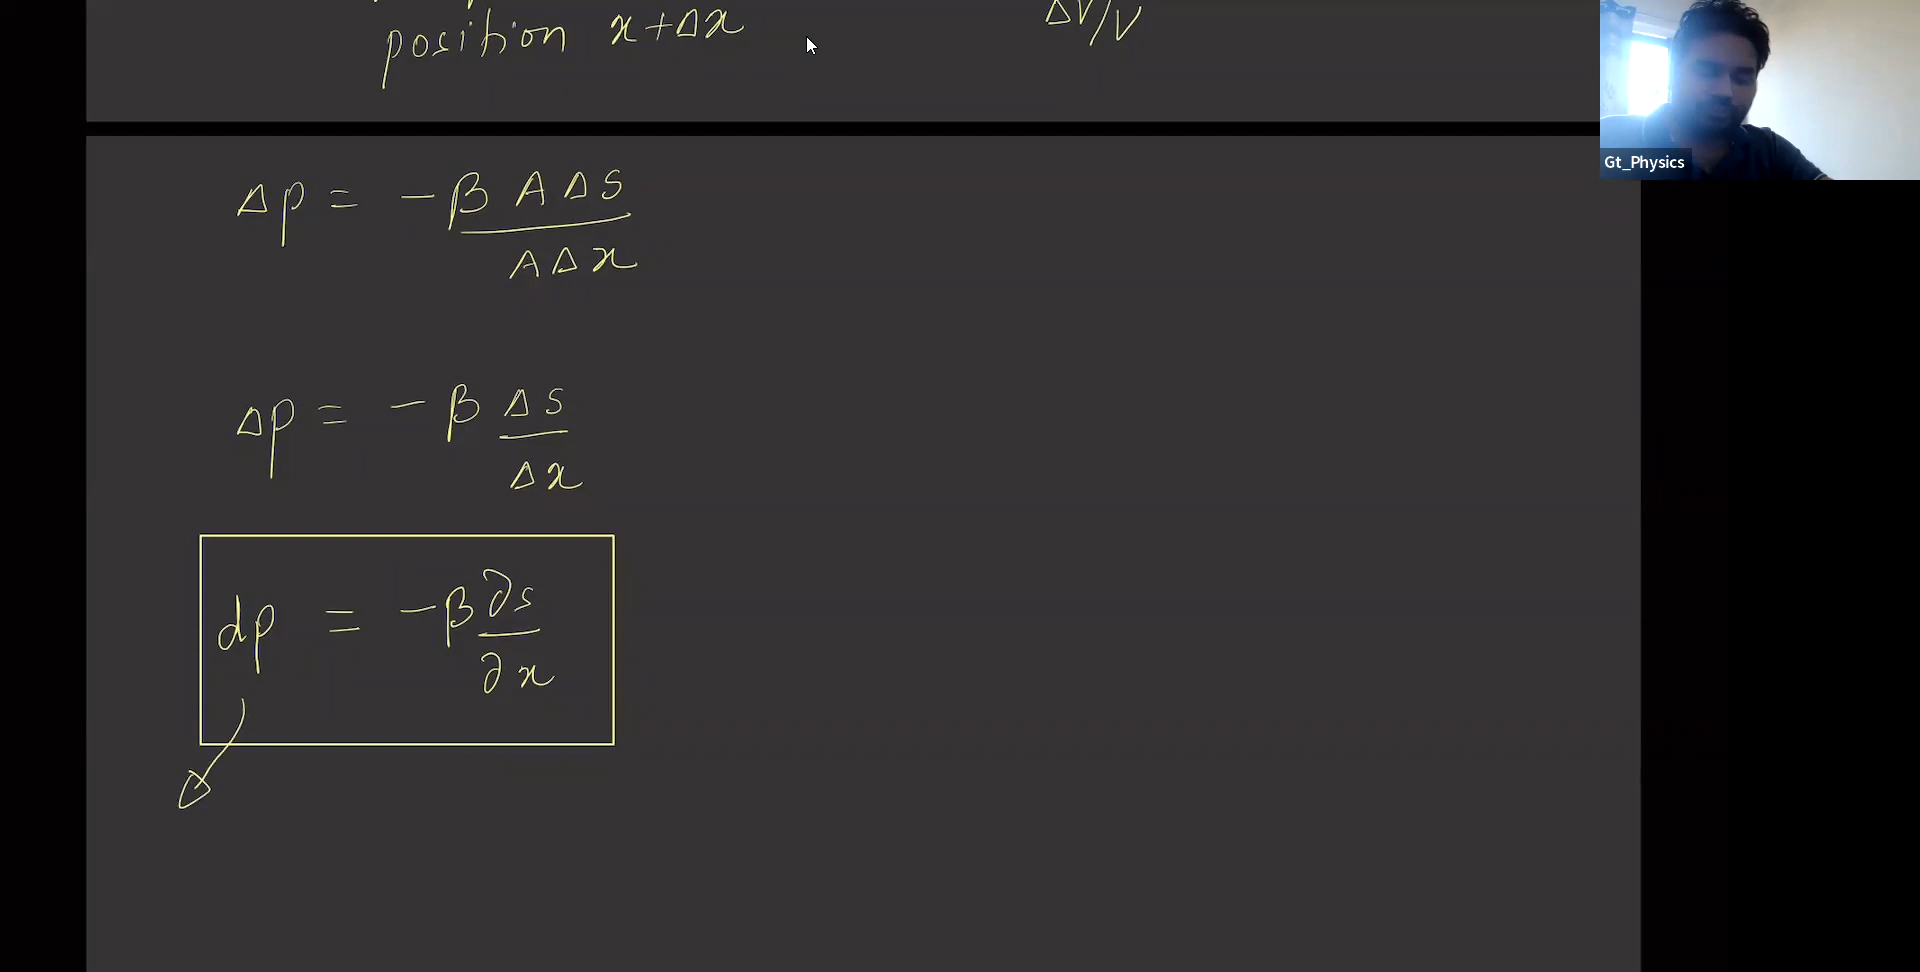 position x+Δx
ΔV/V
Gt_Physics
Δp = -β AΔs / AΔx
Δp = -β Δs / Δx
dp = -β ∂s / ∂x